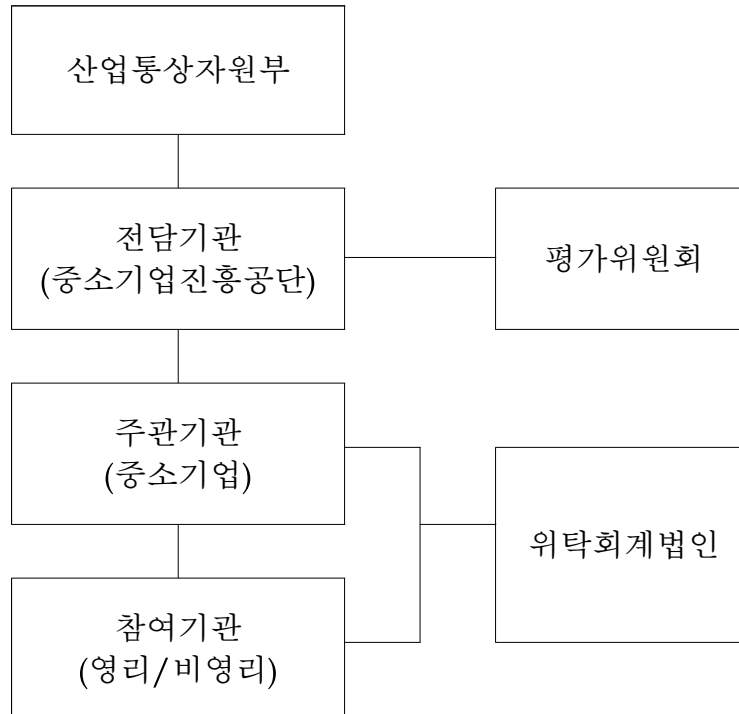 산업통상자원부
전담기관
(중소기업진흥공단)
평가위원회
주관기관
(중소기업)
위탁회계법인
참여기관
(영리/비영리)